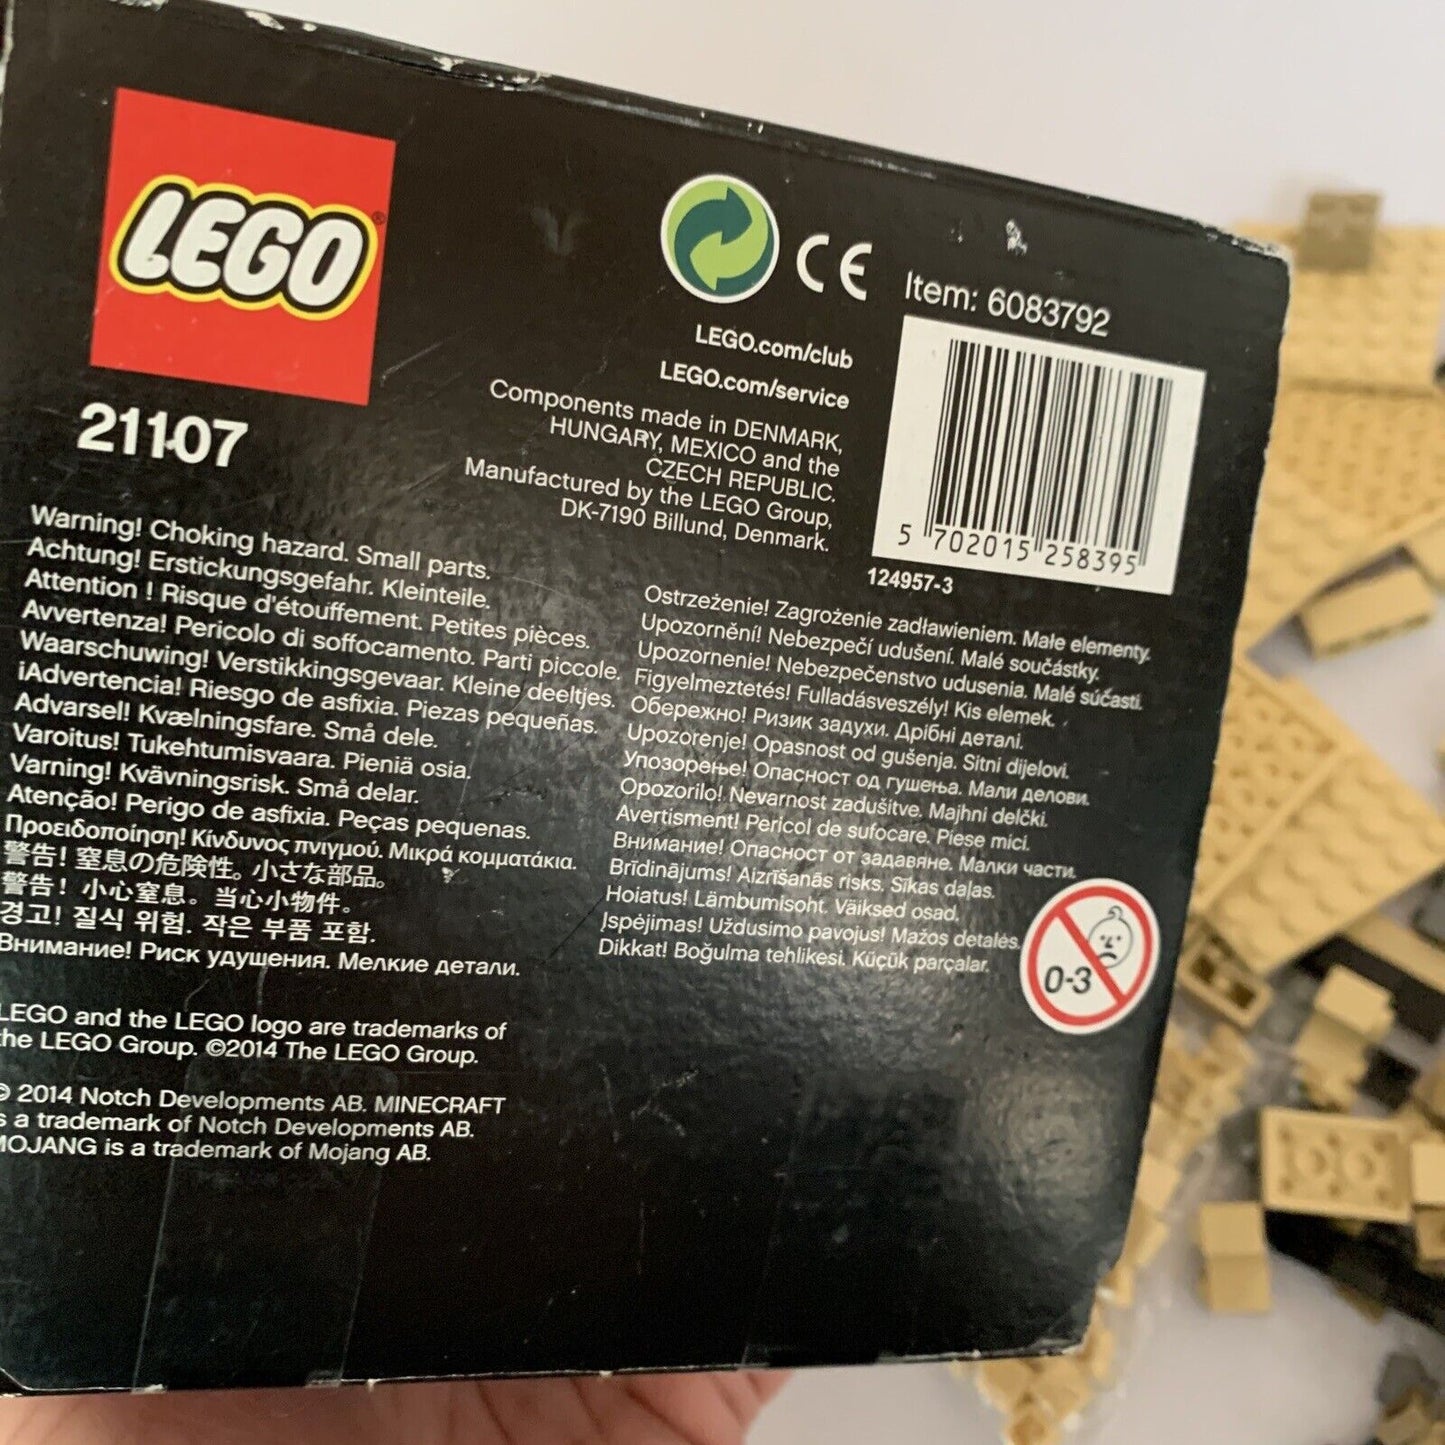 LEGO
®
21107
CE
Item: 6083792
LEGO.com/club
LEGO.com/service
Components made in DENMARK,
HUNGARY, MEXICO and the
CZECH REPUBLIC.
Manufactured by the LEGO Group,
DK-7190 Billund, Denmark.
5 702015 258395
124957-3
Warning! Choking hazard. Small parts.
Achtung! Erstickungsgefahr. Kleinteile.
Attention ! Risque d'étouffement. Petites pièces.
Avvertenza! Pericolo di soffocamento. Parti piccole.
Waarschuwing! Verstikkingsgevaar. Kleine deeltjes.
¡Advertencia! Riesgo de asfixia. Piezas pequeñas.
Advarsel! Kvælningsfare. Små dele.
Varoitus! Tukehtumisvaara. Pieniä osia.
Varning! Kvävningsrisk. Små delar.
Atenção! Perigo de asfixia. Peças pequenas.
Προειδοποίηση! Κίνδυνος πνιγμού. Μικρά κομματάκια.
警告! 窒息の危険性。小さな部品。
警告! 小心窒息。当心小物件。
경고! 질식 위험. 작은 부품 포함.
Внимание! Риск удушения. Мелкие детали.
Ostrzeżenie! Zagrożenie zadławieniem. Małe elementy.
Upozornění! Nebezpečí udušení. Malé součástky.
Upozornenie! Nebezpečenstvo udusenia. Malé súčasti.
Figyelmeztetés! Fulladásveszély! Kis elemek.
Обережно! Ризик задухи. Дрібні деталі.
Upozorenje! Opasnost od gušenja. Sitni dijelovi.
Упозорење! Опасност од гушења. Мали делови.
Opozorilo! Nevarnost zadušitve. Majhni delčki.
Avertisment! Pericol de sufocare. Piese mici.
Внимание! Опасност от задавяне. Малки части.
Brīdinājums! Aizrīšanās risks. Sīkas daļas.
Hoiatus! Lämbumisoht. Väiksed osad.
Įspėjimas! Uždusimo pavojus! Mažos detalės.
Dikkat! Boğulma tehlikesi. Küçük parçalar.
0-3
LEGO and the LEGO logo are trademarks of
the LEGO Group. ©2014 The LEGO Group.
© 2014 Notch Developments AB. MINECRAFT
s a trademark of Notch Developments AB.
MOJANG is a trademark of Mojang AB.